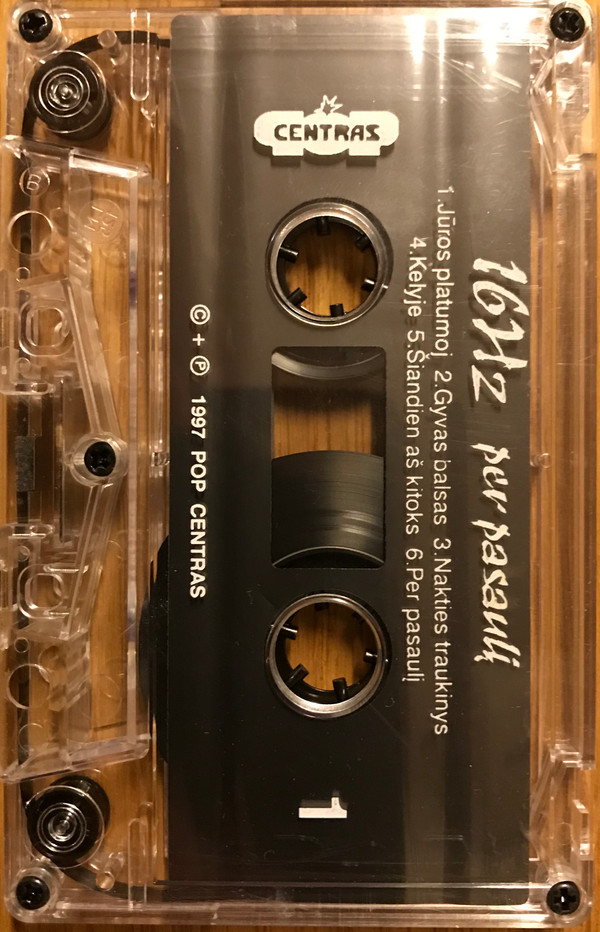 CENTRAS
16Hz per pasaulį
1.Jūros platumoj 2.Gyvas balsas 3.Nakties traukinys
4.Kelyje 5.Šiandien aš kitoks 6.Per pasaulį
1
© + ℗ 1997 POP CENTRAS